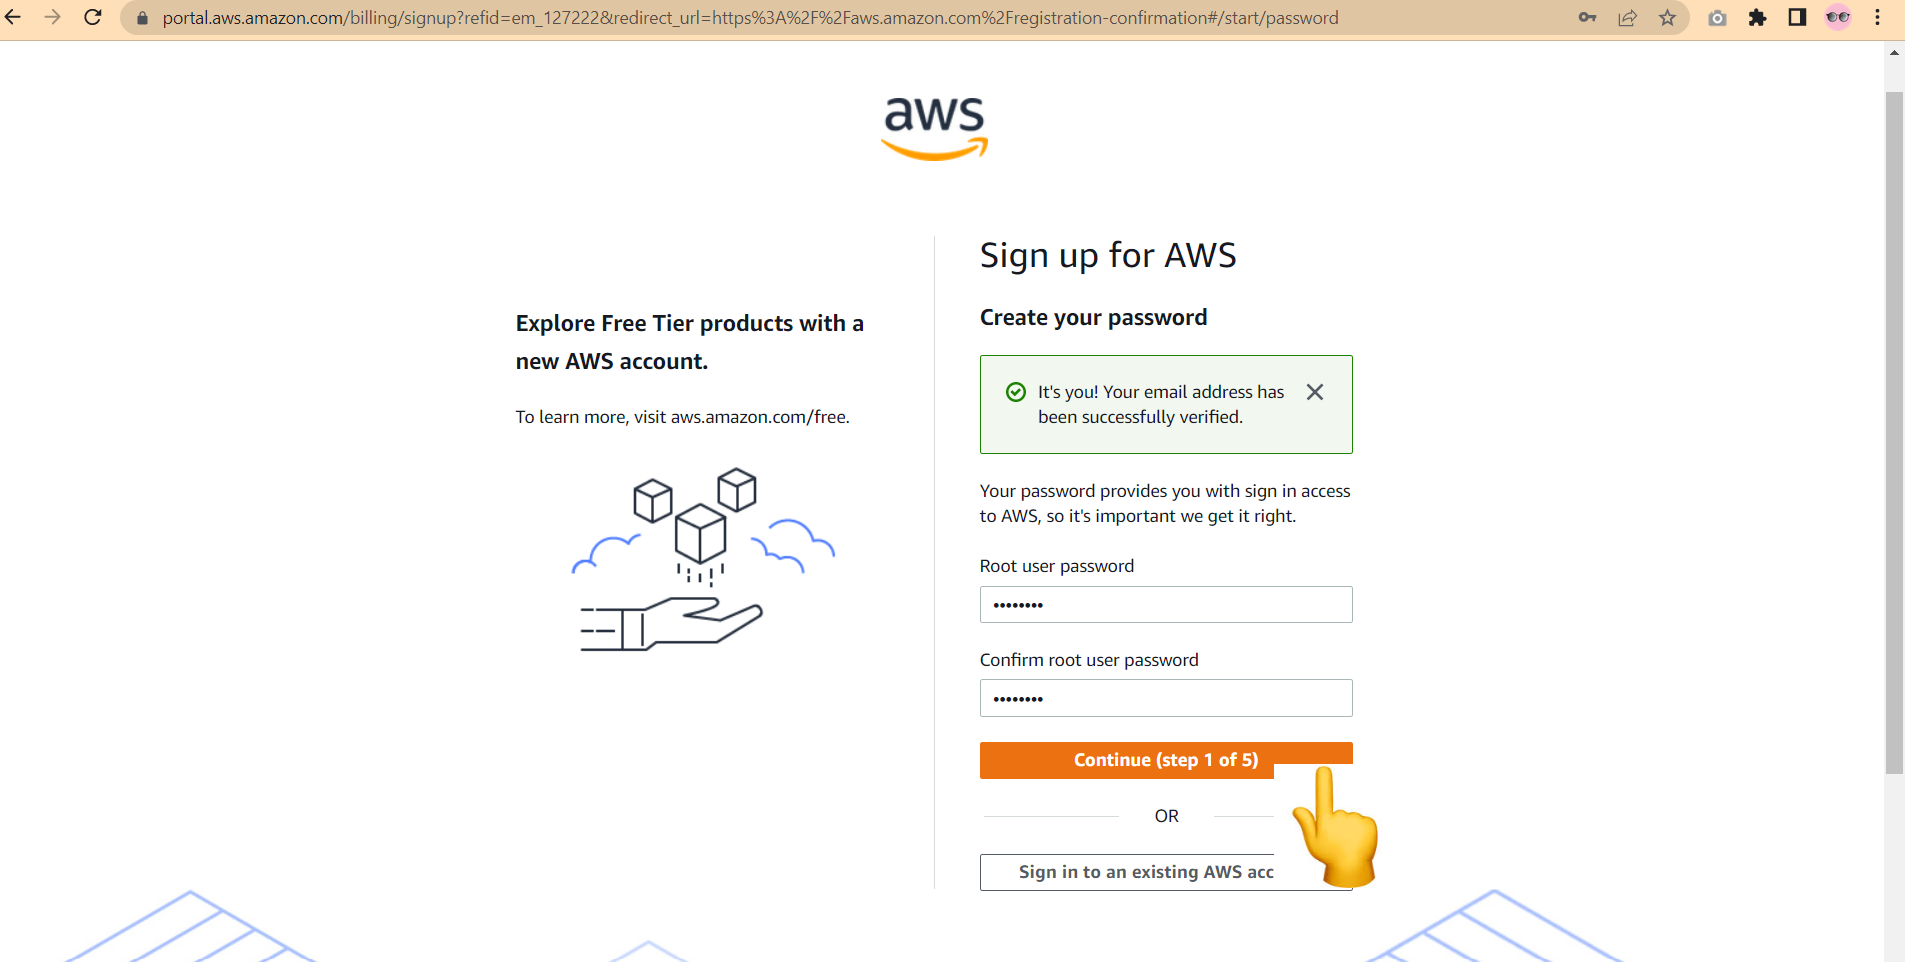 portal.aws.amazon.com/billing/signup?refid=em_127222&redirect_url=https%3A%2F%2Faws.amazon.com%2Fregistration-confirmation#/start/password
aws
Explore Free Tier products with a
new AWS account.
To learn more, visit aws.amazon.com/free.
Sign up for AWS
Create your password
It's you! Your email address has
been successfully verified.
Your password provides you with sign in access
to AWS, so it's important we get it right.
Root user password
••••••••
Confirm root user password
••••••••
Continue (step 1 of 5)
OR
Sign in to an existing AWS acc